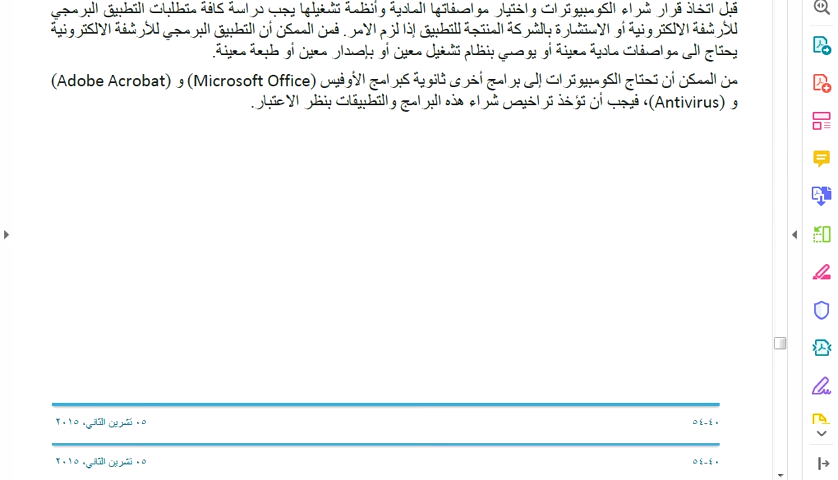 قبل اتخاذ قرار شراء الكومبيوترات واختيار مواصفاتها المادية وأنظمة تشغيلها يجب دراسة كافة متطلبات التطبيق البرمجي
للأرشفة الالكترونية أو الاستشارة بالشركة المنتجة للتطبيق إذا لزم الامر. فمن الممكن أن التطبيق البرمجي للأرشفة الالكترونية
يحتاج الى مواصفات مادية معينة أو يوصي بنظام تشغيل معين أو بإصدار معين أو طبعة معينة.
من الممكن أن تحتاج الكومبيوترات إلى برامج أخرى ثانوية كبرامج الأوفيس (Microsoft Office) و (Adobe Acrobat)
و (Antivirus)، فيجب أن تؤخذ تراخيص شراء هذه البرامج والتطبيقات بنظر الاعتبار.
٥٤-٤٠ ٠٥ تشرين الثاني، ٢٠١٥
٥٤-٤٠ ٠٥ تشرين الثاني، ٢٠١٥